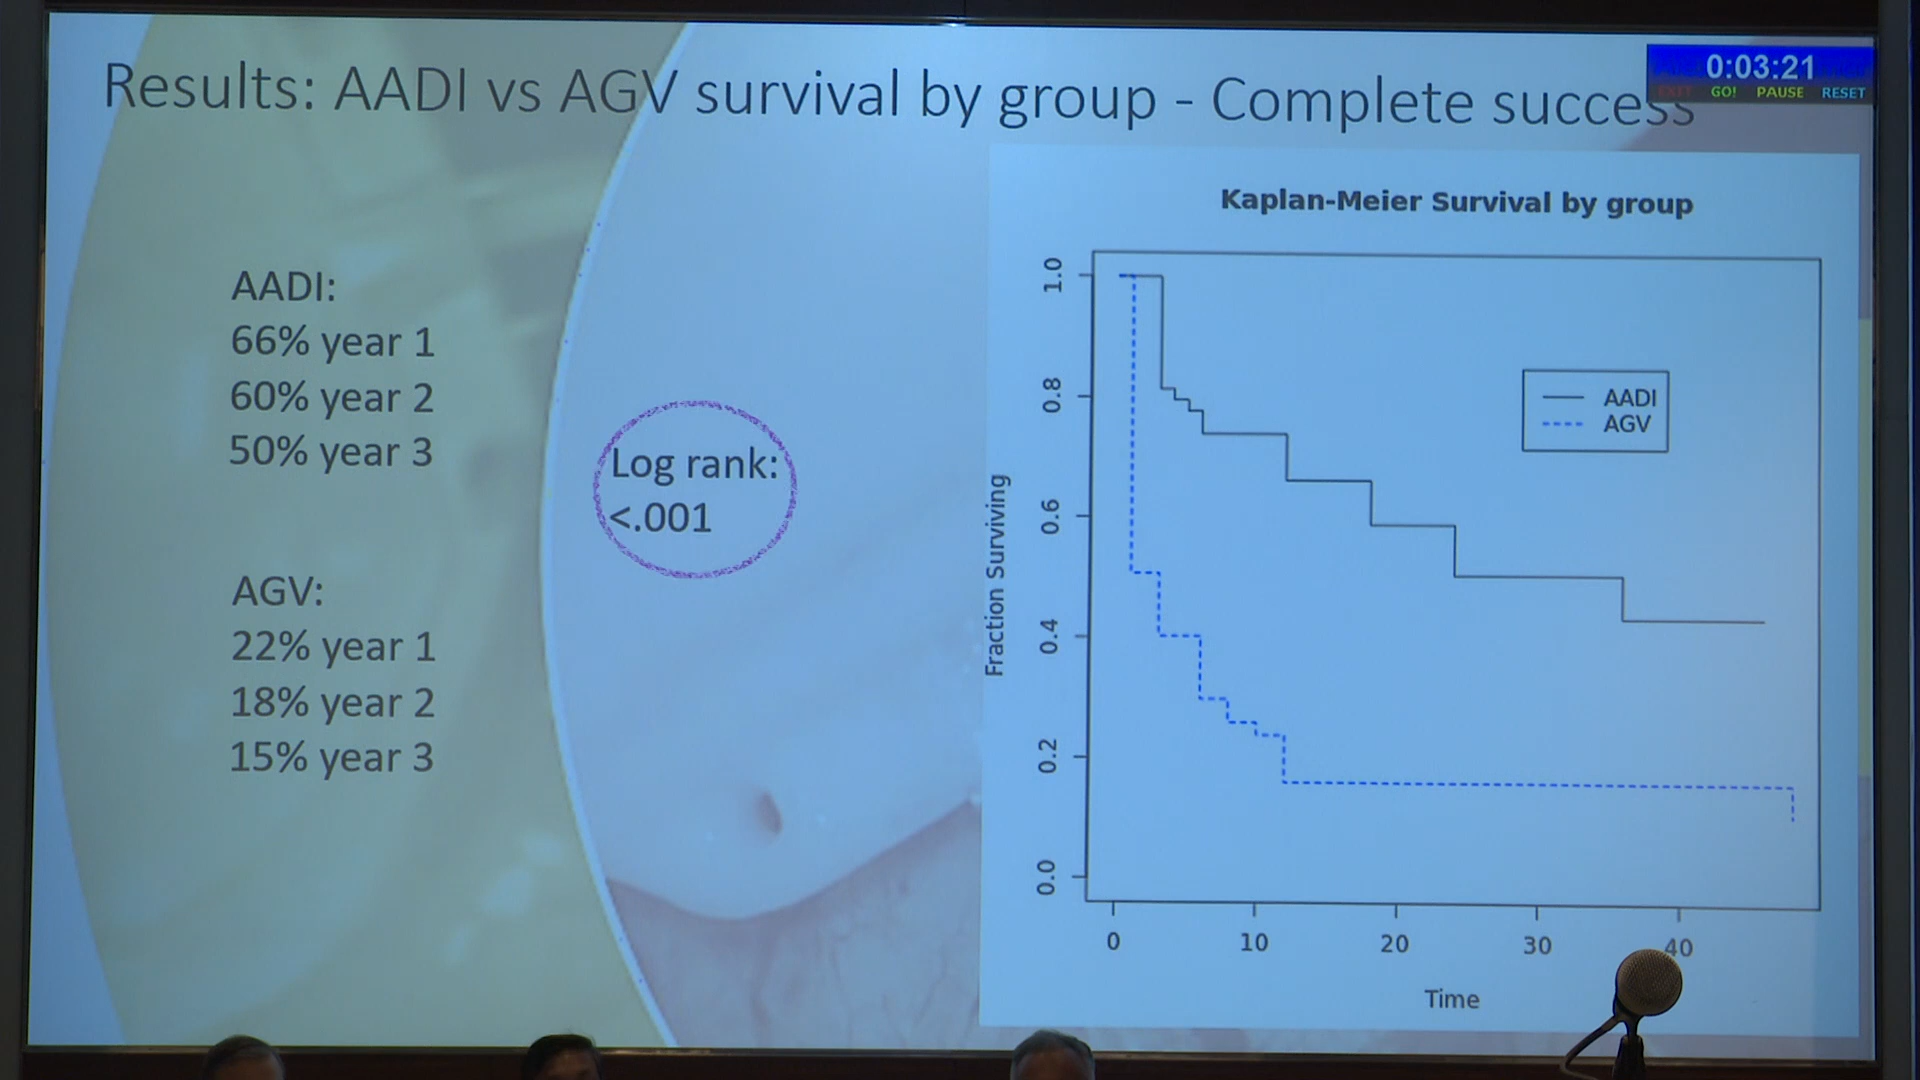 Results: AADI vs AGV survival by group - Complete success
0:03:21
EXIT GO! PAUSE RESET
AADI:
66% year 1
60% year 2
50% year 3
Log rank:
<.001
AGV:
22% year 1
18% year 2
15% year 3
Kaplan-Meier Survival by group
AADI
AGV
Fraction Surviving
1.0
0.8
0.6
0.4
0.2
0.0
0 10 20 30 40
Time